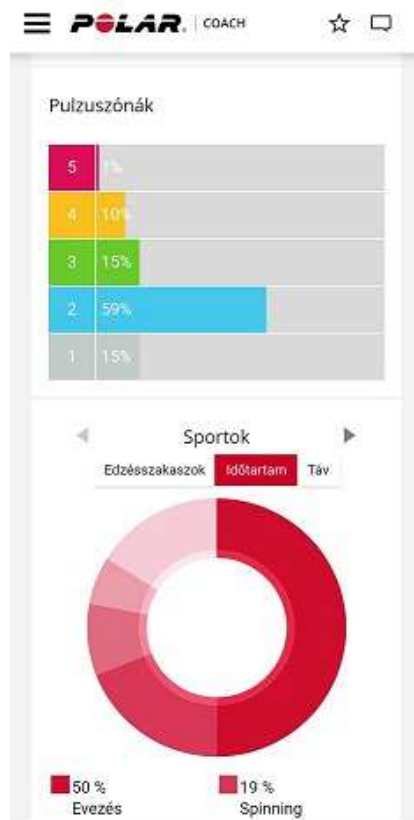 POLAR. | COACH
Pulzuszónák
5 1%
4 10%
3 15%
2 59%
1 15%
Sportok
Edzésszakaszok Időtartam Táv
50 % 19 %
Evezés Spinning